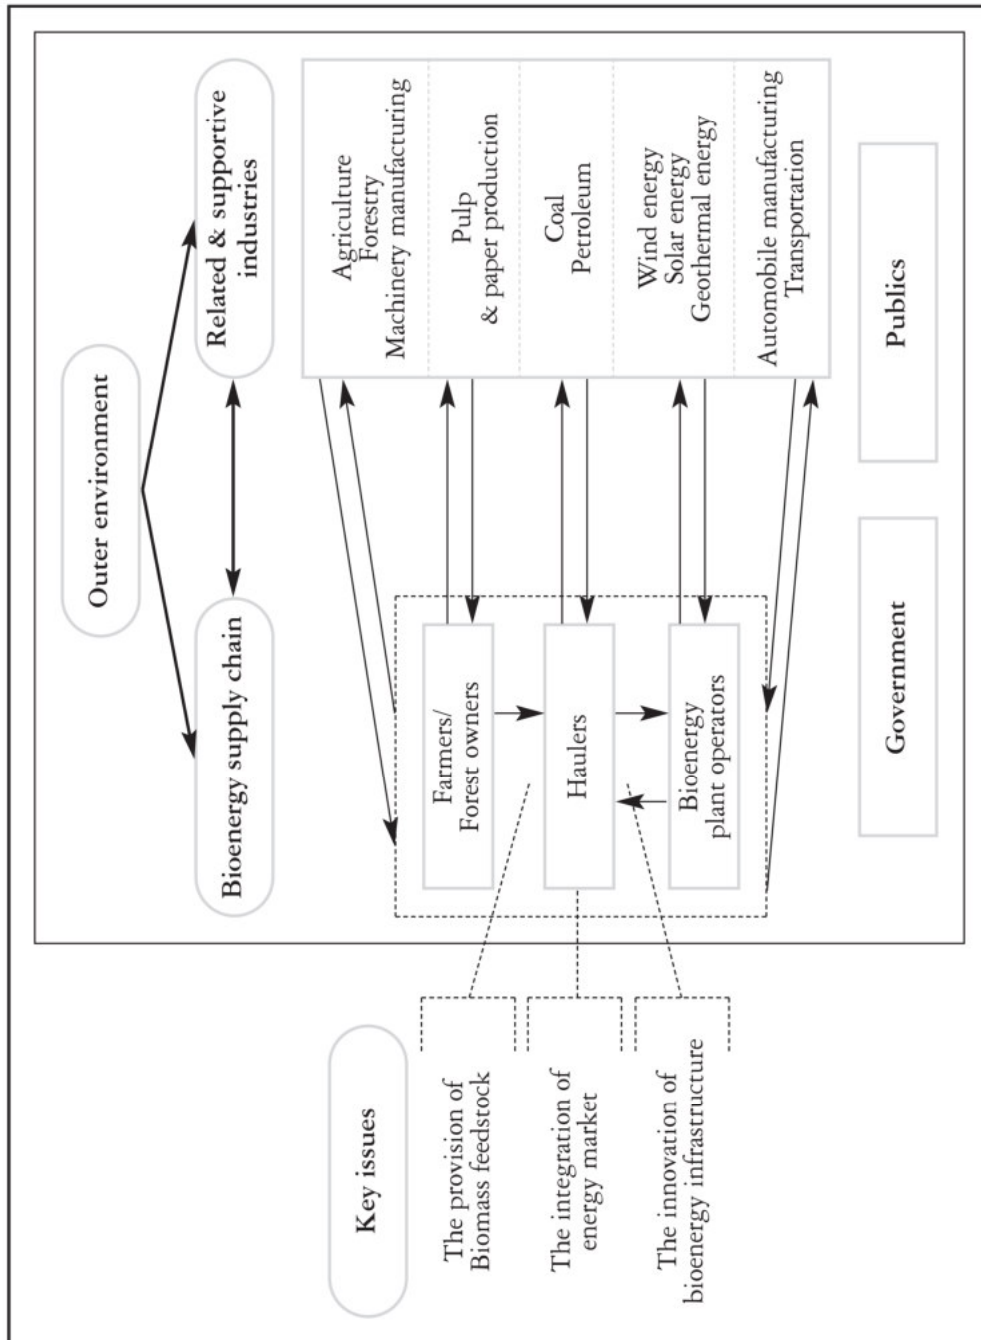 Outer environment
Bioenergy supply chain
Related & supportive
industries
Key issues
The provision of
Biomass feedstock
The integration of
energy market
The innovation of
bioenergy infrastructure
Farmers/
Forest owners
Haulers
Bioenergy
plant operators
Agriculture
Forestry
Machinery manufacturing
Pulp
& paper production
Coal
Petroleum
Wind energy
Solar energy
Geothermal energy
Automobile manufacturing
Transportation
Government
Publics